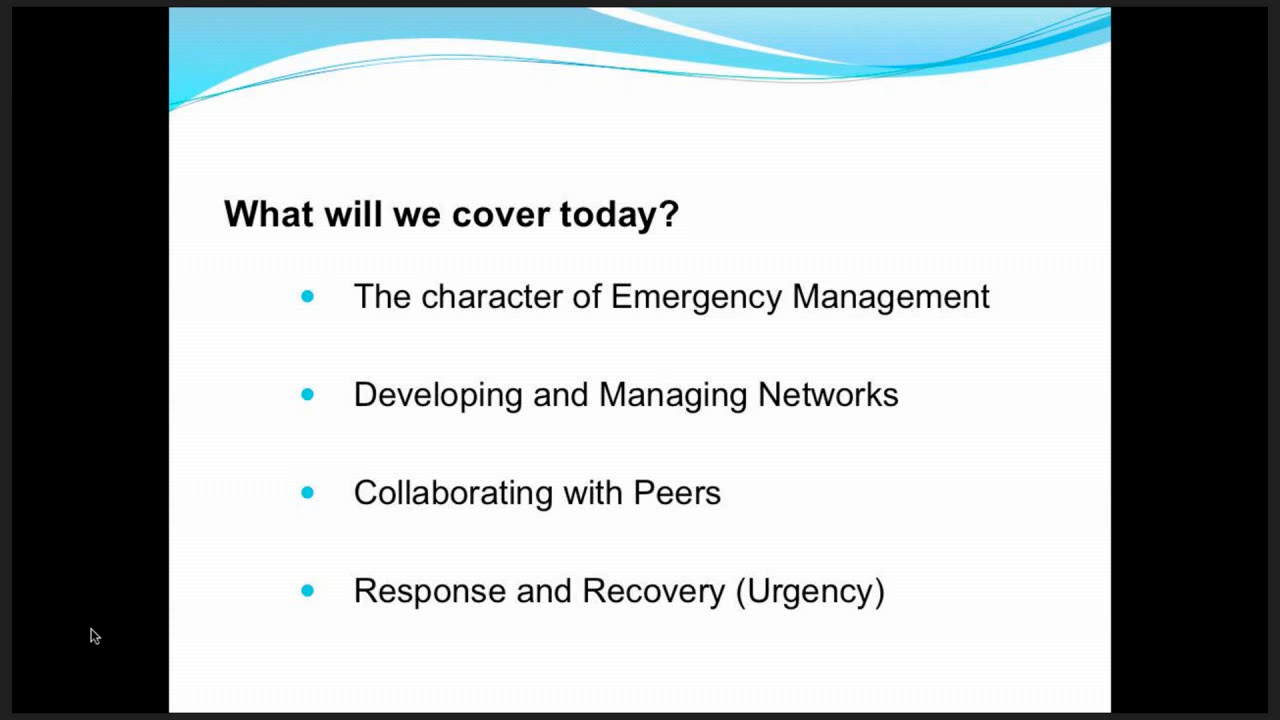 What will we cover today?
The character of Emergency Management
Developing and Managing Networks
Collaborating with Peers
Response and Recovery (Urgency)